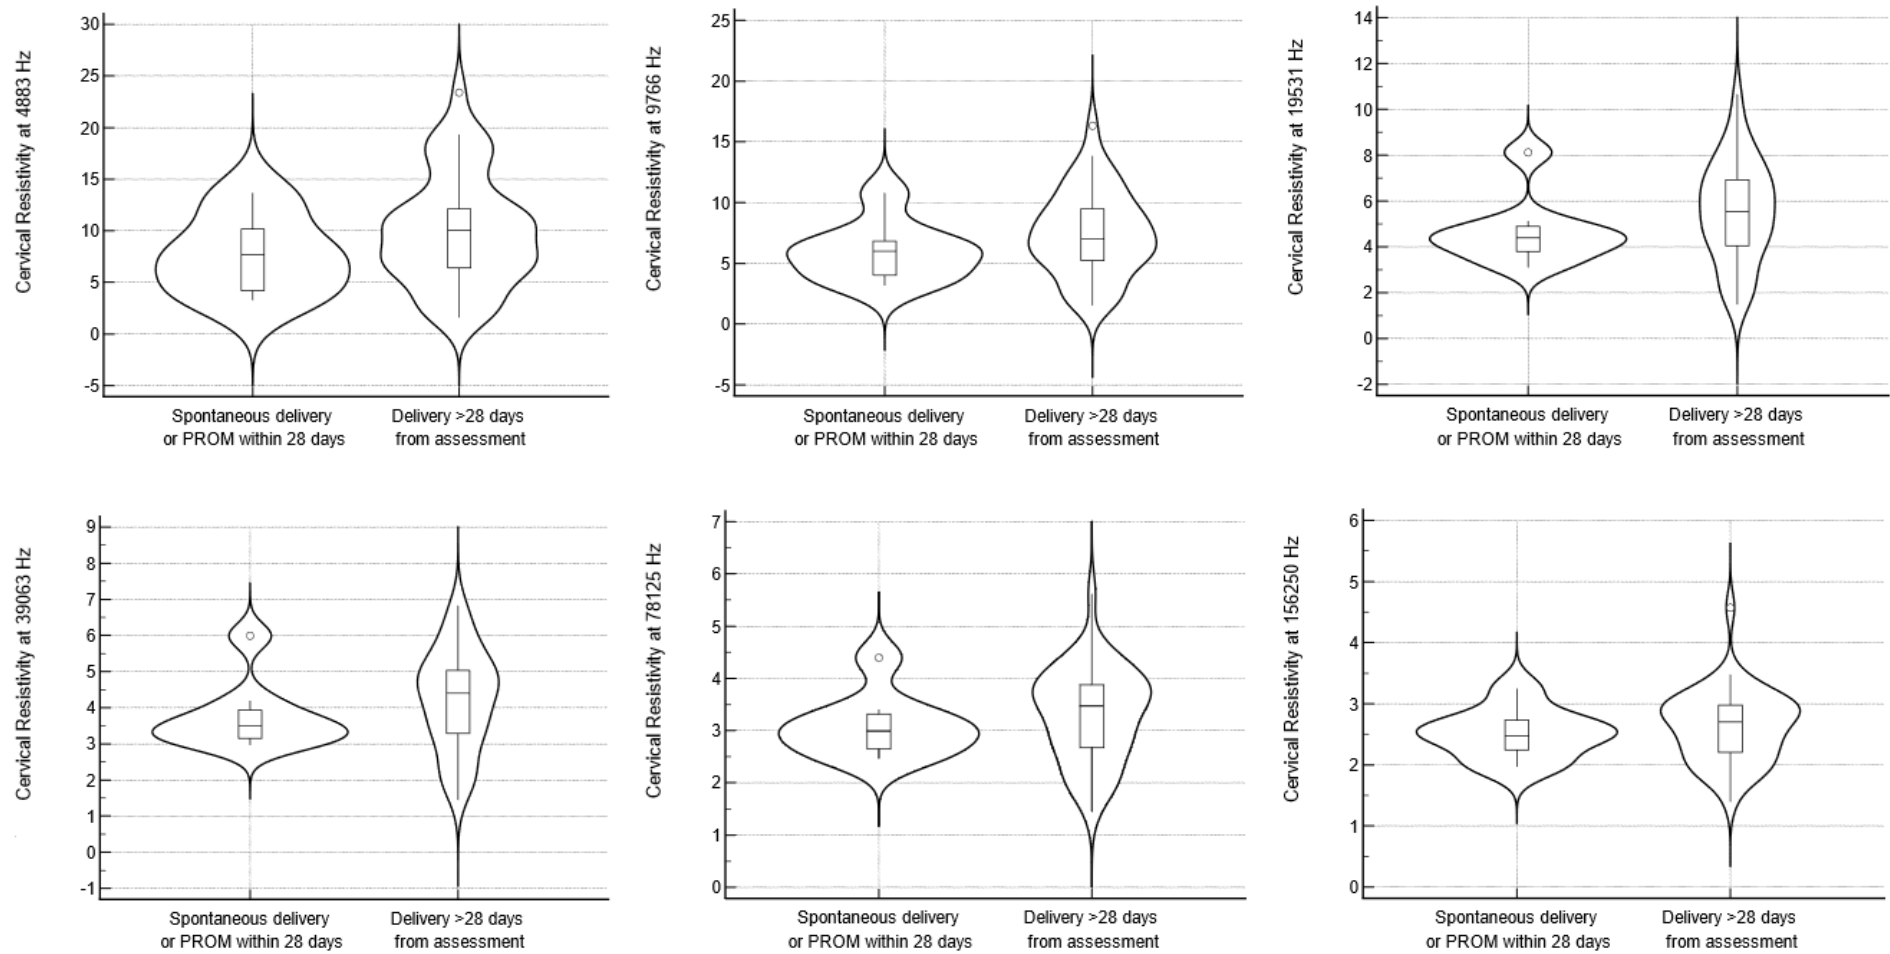 Cervical Resistivity at 4883 Hz
30
25
20
15
10
5
0
-5
Spontaneous delivery
or PROM within 28 days
Delivery >28 days
from assessment
Cervical Resistivity at 9766 Hz
25
20
15
10
5
0
-5
Spontaneous delivery
or PROM within 28 days
Delivery >28 days
from assessment
Cervical Resistivity at 19531 Hz
14
12
10
8
6
4
2
0
-2
Spontaneous delivery
or PROM within 28 days
Delivery >28 days
from assessment
Cervical Resistivity at 39063 Hz
9
8
7
6
5
4
3
2
1
0
-1
Spontaneous delivery
or PROM within 28 days
Delivery >28 days
from assessment
Cervical Resistivity at 78125 Hz
7
6
5
4
3
2
1
0
Spontaneous delivery
or PROM within 28 days
Delivery >28 days
from assessment
Cervical Resistivity at 156250 Hz
6
5
4
3
2
1
0
Spontaneous delivery
or PROM within 28 days
Delivery >28 days
from assessment